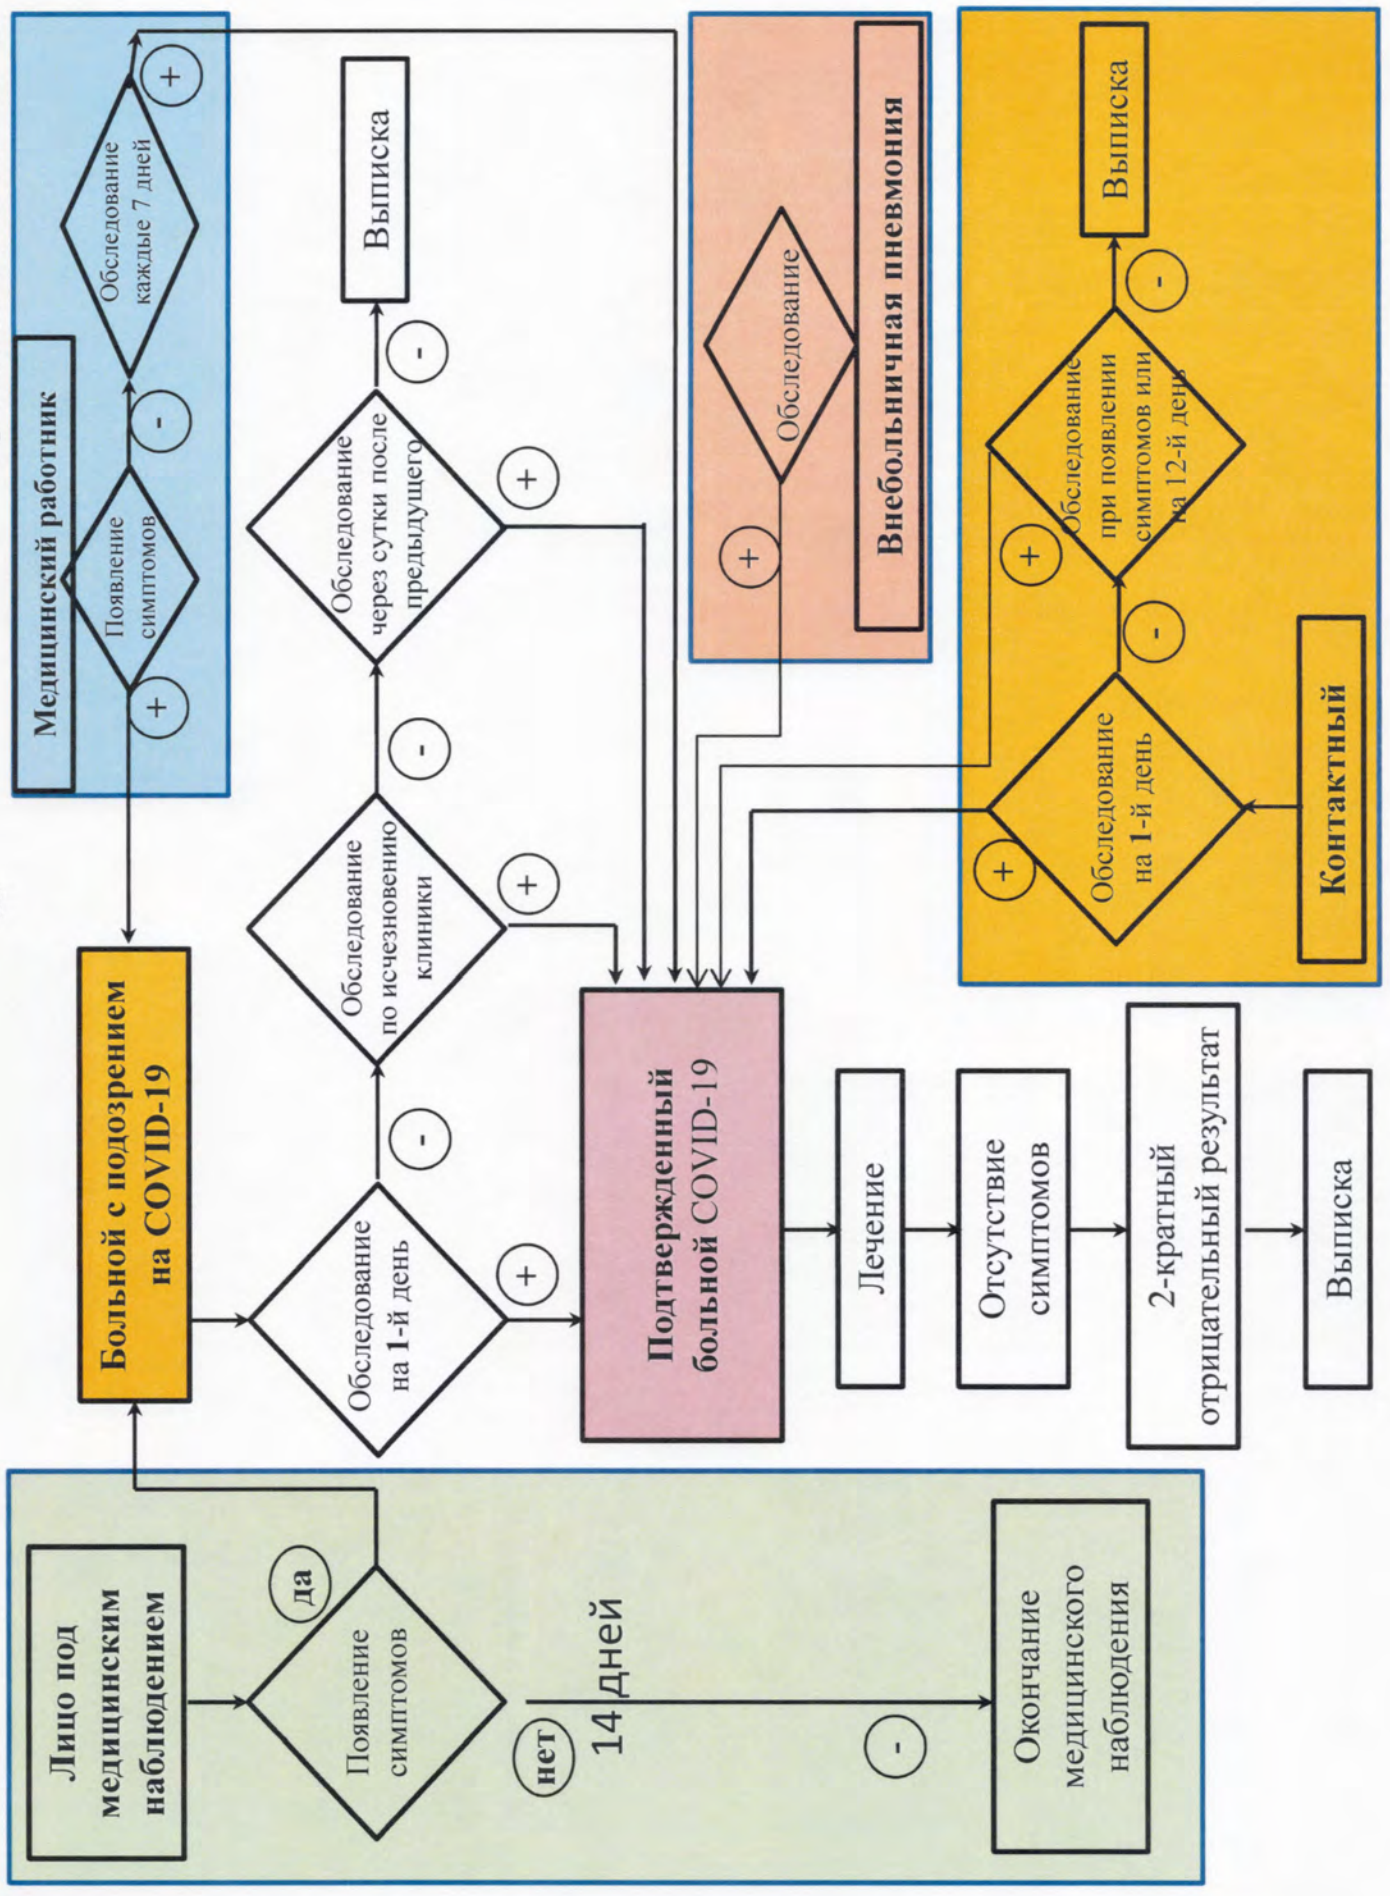 Лицо под
медицинским
наблюдением
да
Появление
симптомов
нет
14 дней
-
Окончание
медицинского
наблюдения
Больной с подозрением
на COVID-19
Обследование
на 1-й день
-
+
Обследование
по исчезновению
клиники
-
+
Обследование
через сутки после
предыдущего
-
+
Выписка
Медицинский работник
Появление
симптомов
+
-
Обследование
каждые 7 дней
+
Подтвержденный
больной COVID-19
Лечение
Отсутствие
симптомов
2-кратный
отрицательный результат
Выписка
Обследование
+
Внебольничная пневмония
Контактный
Обследование
на 1-й день
+
-
Обследование
при появлении
симптомов или
на 12-й день
+
-
Выписка